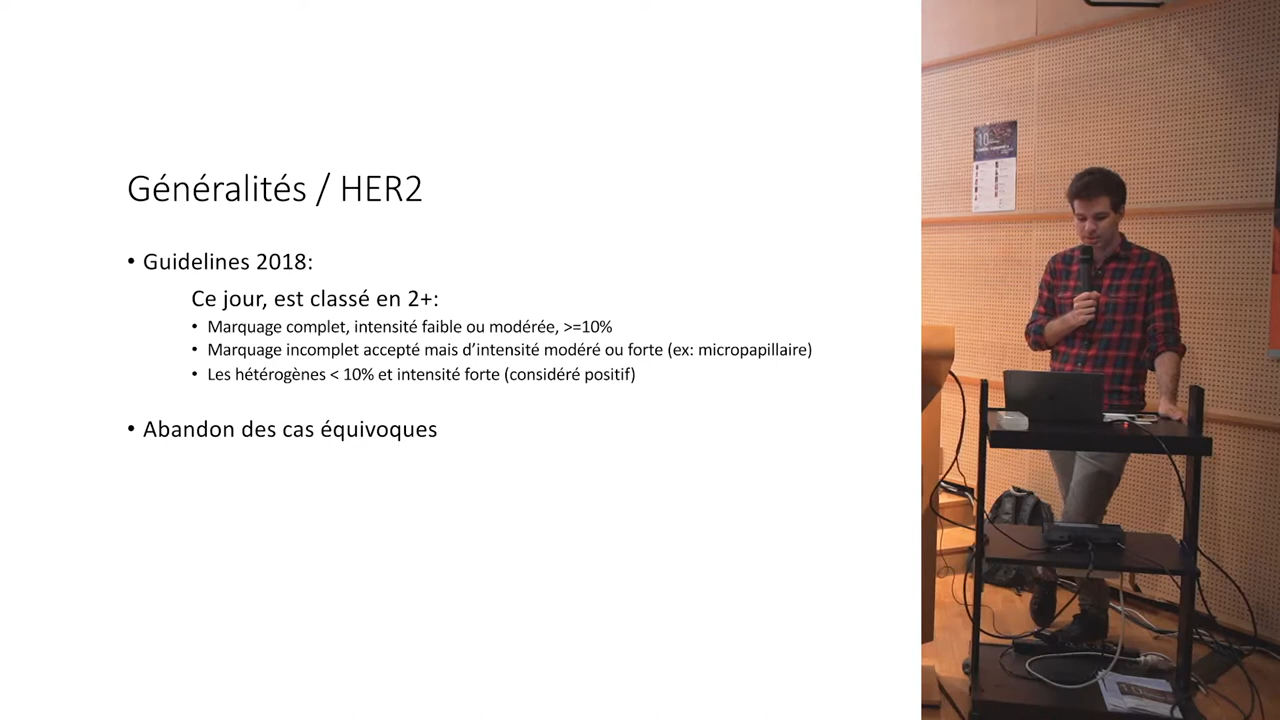 Généralités / HER2
• Guidelines 2018:
Ce jour, est classé en 2+:
• Marquage complet, intensité faible ou modérée, >=10%
• Marquage incomplet accepté mais d’intensité modéré ou forte (ex: micropapillaire)
• Les hétérogènes < 10% et intensité forte (considéré positif)
• Abandon des cas équivoques
10